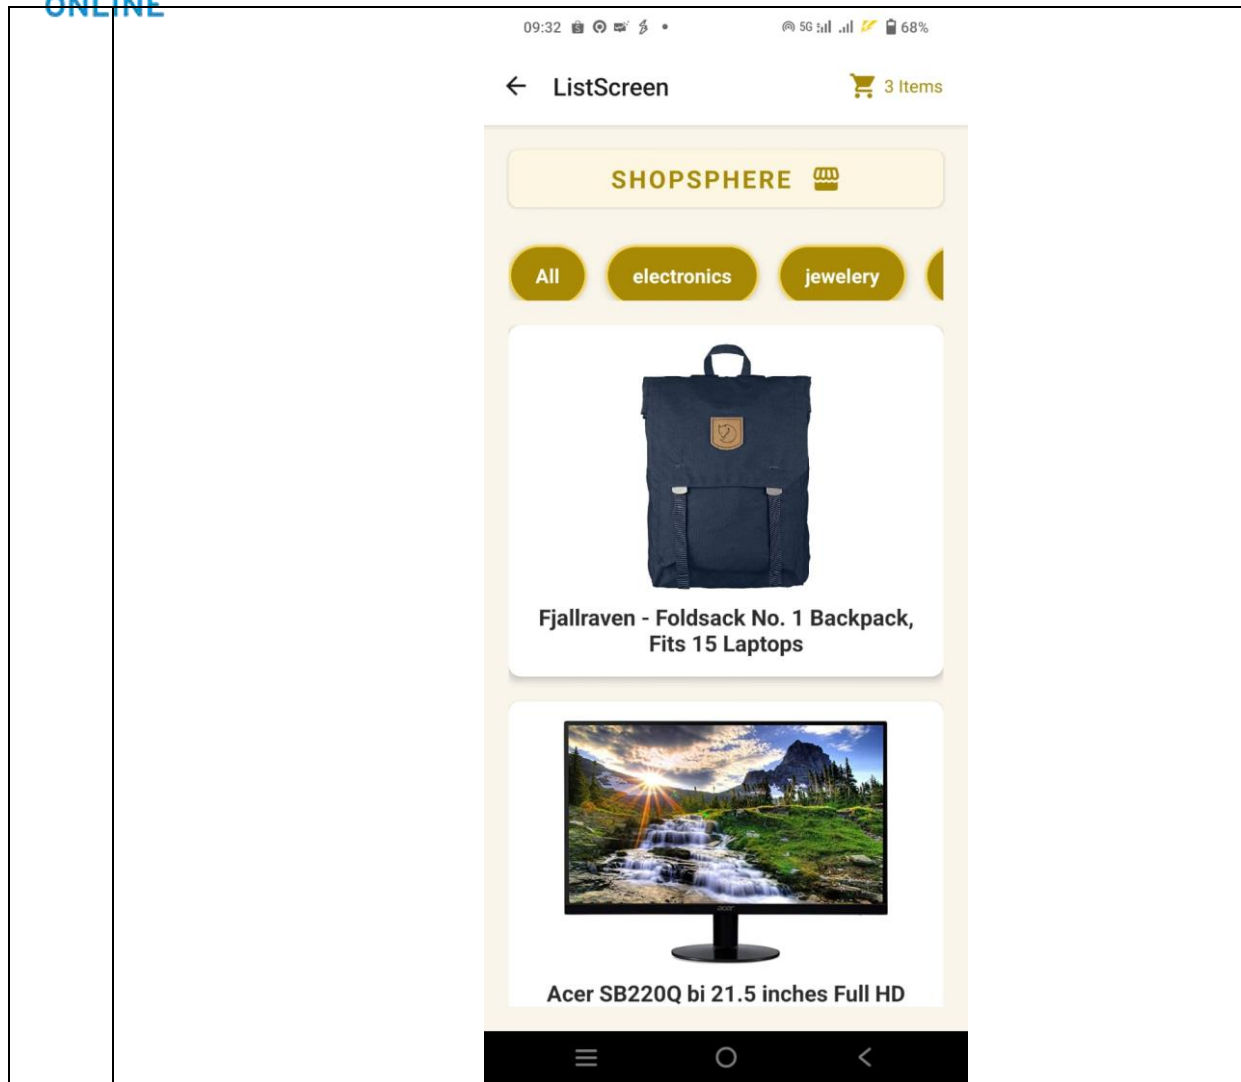 ONLINE
09:32 5G 68%
ListScreen 3 Items
SHOPSPHERE
All electronics jewelery
Fjallraven - Foldsack No. 1 Backpack,
Fits 15 Laptops
acer
Acer SB220Q bi 21.5 inches Full HD